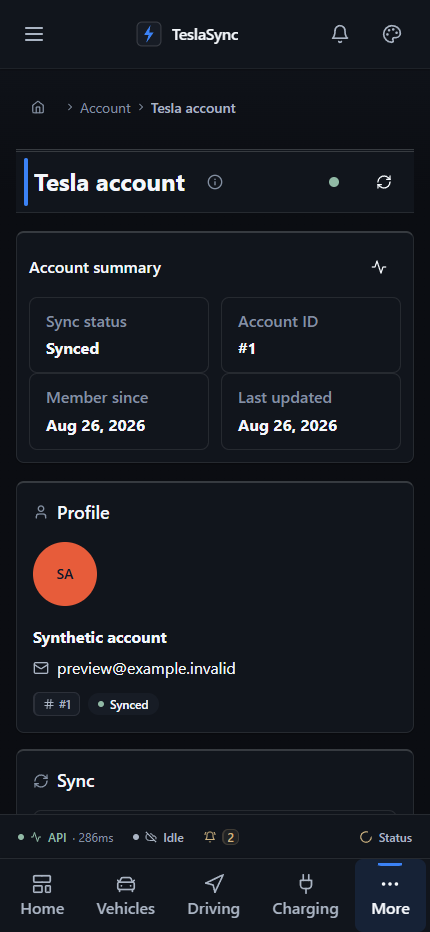 TeslaSync
Account Tesla account
Tesla account
Account summary
Sync status
Synced
Account ID
#1
Member since
Aug 26, 2026
Last updated
Aug 26, 2026
Profile
SA
Synthetic account
preview@example.invalid
#1
Synced
Sync
API · 286ms Idle 2 Status
Home Vehicles Driving Charging More